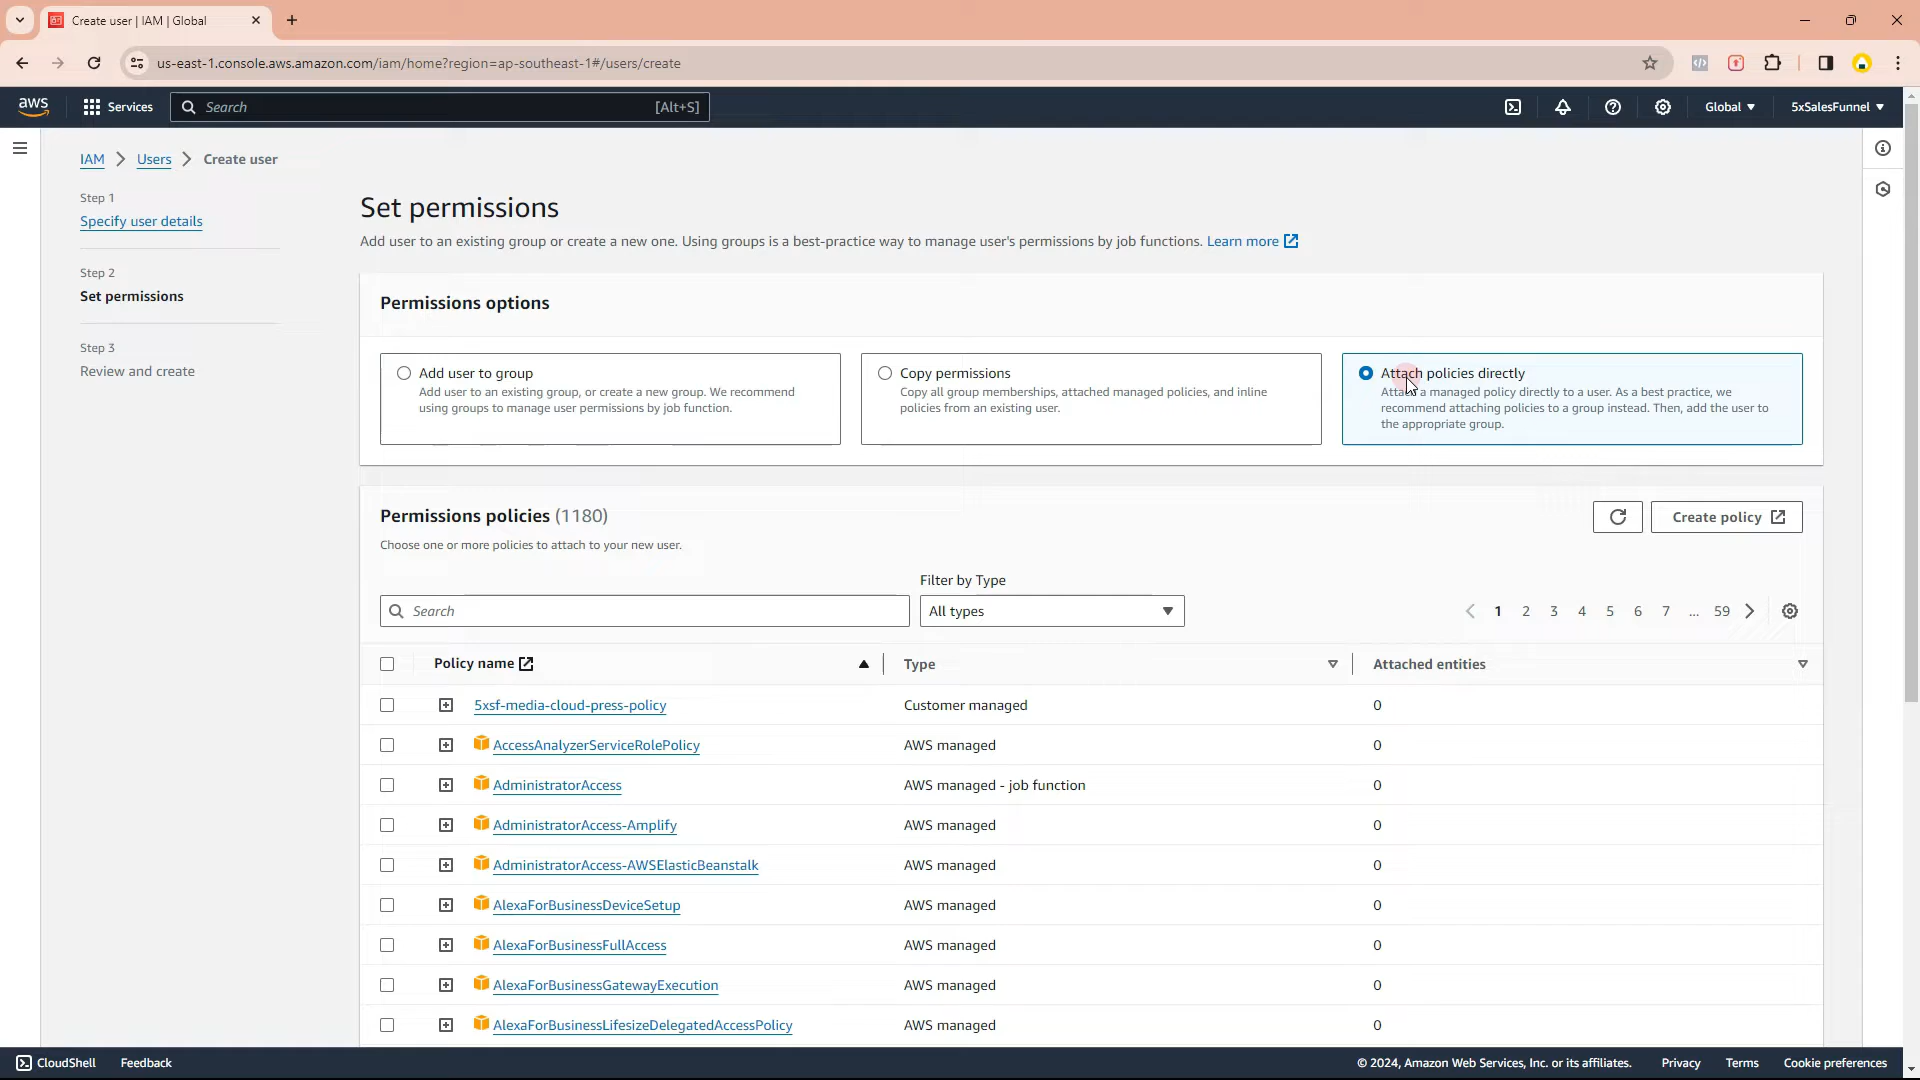 Create user | IAM | Global
us-east-1.console.aws.amazon.com/iam/home?region=ap-southeast-1#/users/create
aws Services Search [Alt+S] Global 5xSalesFunnel
IAM Users Create user
Step 1
Specify user details
Step 2
Set permissions
Step 3
Review and create
Set permissions
Add user to an existing group or create a new one. Using groups is a best-practice way to manage user's permissions by job functions. Learn more
Permissions options
Add user to group
Add user to an existing group, or create a new group. We recommend
using groups to manage user permissions by job function.
Copy permissions
Copy all group memberships, attached managed policies, and inline
policies from an existing user.
Attach policies directly
Attach a managed policy directly to a user. As a best practice, we
recommend attaching policies to a group instead. Then, add the user to
the appropriate group.
Permissions policies (1180)
Create policy
Choose one or more policies to attach to your new user.
Filter by Type
Search All types 1 2 3 4 5 6 7 ... 59
Policy name Type Attached entities
5xsf-media-cloud-press-policy Customer managed 0
AccessAnalyzerServiceRolePolicy AWS managed 0
AdministratorAccess AWS managed - job function 0
AdministratorAccess-Amplify AWS managed 0
AdministratorAccess-AWSElasticBeanstalk AWS managed 0
AlexaForBusinessDeviceSetup AWS managed 0
AlexaForBusinessFullAccess AWS managed 0
AlexaForBusinessGatewayExecution AWS managed 0
AlexaForBusinessLifesizeDelegatedAccessPolicy AWS managed 0
CloudShell Feedback © 2024, Amazon Web Services, Inc. or its affiliates. Privacy Terms Cookie preferences